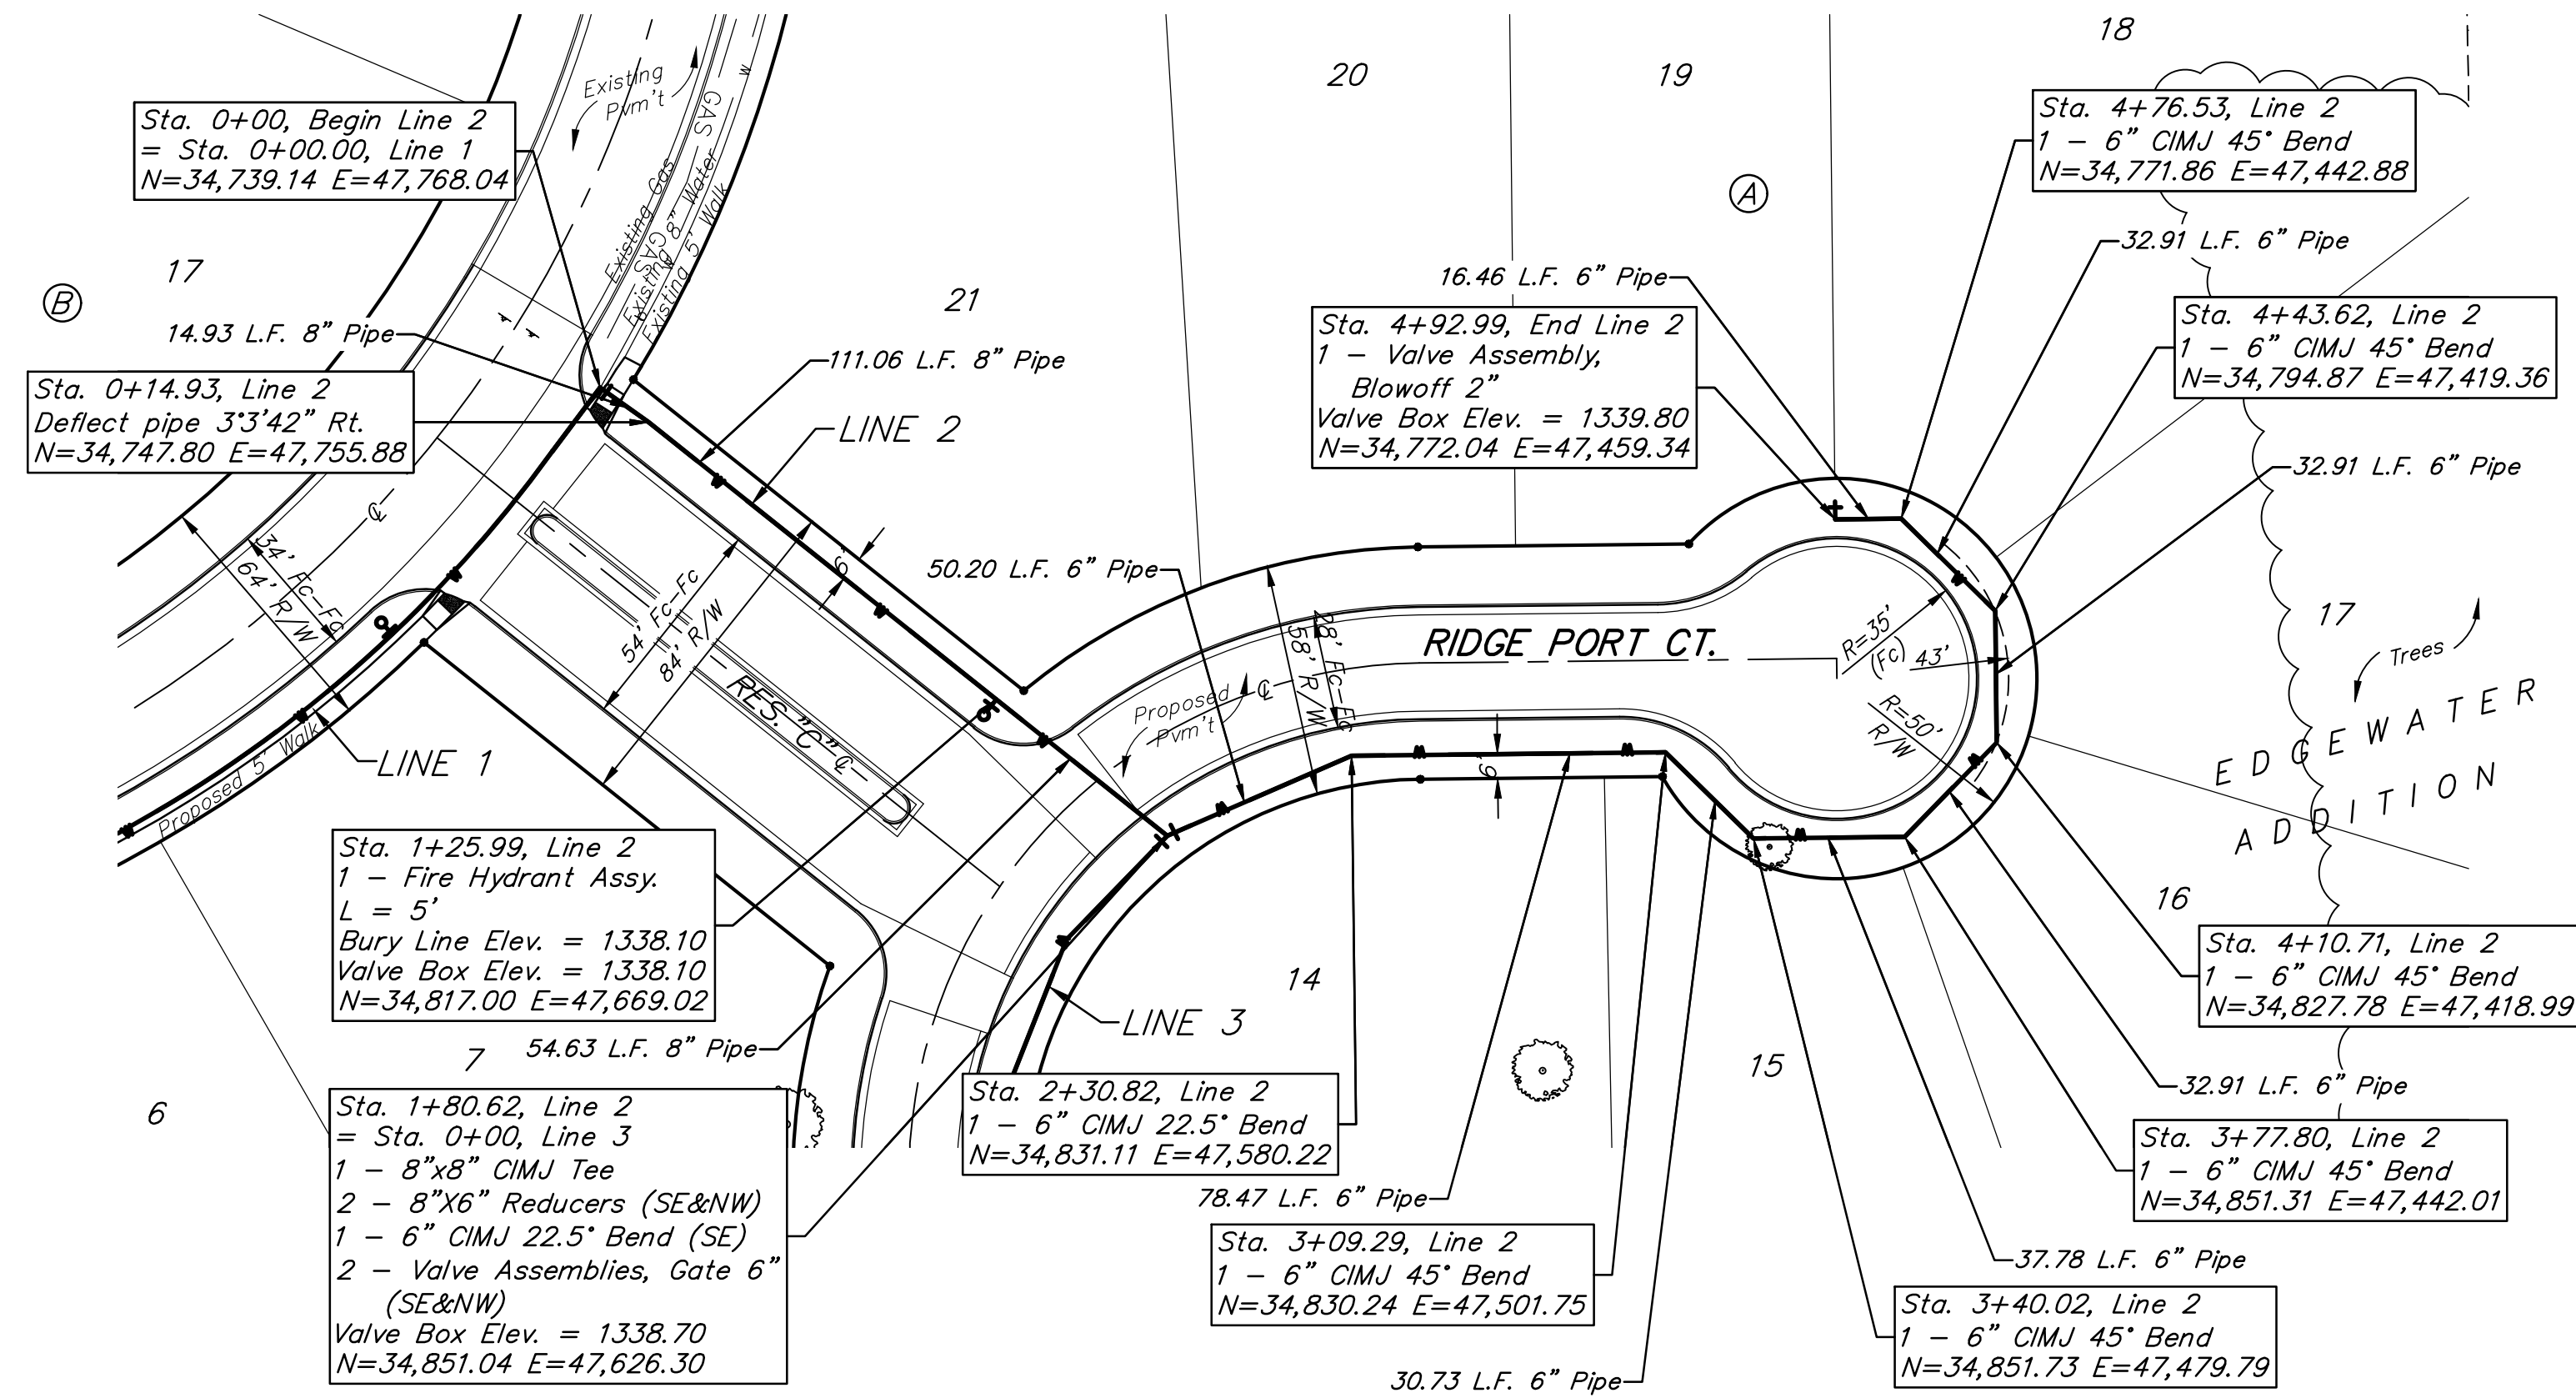 18
20
19
Existing
Pvm't
W
GAS
Sta. 0+00, Begin Line 2
= Sta. 0+00.00, Line 1
N=34,739.14 E=47,768.04
Sta. 4+76.53, Line 2
1 - 6" CIMJ 45° Bend
N=34,771.86 E=47,442.88
A
Existing Gas
GAS
Existing 8" Water
Existing 5' Walk
17
B
21
32.91 L.F. 6" Pipe
16.46 L.F. 6" Pipe
14.93 L.F. 8" Pipe
111.06 L.F. 8" Pipe
Sta. 4+92.99, End Line 2
1 - Valve Assembly,
Blowoff 2"
Valve Box Elev. = 1339.80
N=34,772.04 E=47,459.34
Sta. 4+43.62, Line 2
1 - 6" CIMJ 45° Bend
N=34,794.87 E=47,419.36
Sta. 0+14.93, Line 2
Deflect pipe 3°3'42" Rt.
N=34,747.80 E=47,755.88
LINE 2
32.91 L.F. 6" Pipe
34' Fc-Fc
64' R/W
6'
50.20 L.F. 6" Pipe
54' Fc-Fc
84' R/W
28' Fc-Fc
58' R/W
RIDGE PORT CT.
R=35'
(Fc)
43'
R=50'
R/W
17
Trees
EDGEWATER
ADDITION
RES. "C"
Proposed
Pvm't
6'
LINE 1
Proposed 5' Walk
Sta. 1+25.99, Line 2
1 - Fire Hydrant Assy.
L = 5'
Bury Line Elev. = 1338.10
Valve Box Elev. = 1338.10
N=34,817.00 E=47,669.02
16
Sta. 4+10.71, Line 2
1 - 6" CIMJ 45° Bend
N=34,827.78 E=47,418.99
14
LINE 3
7
54.63 L.F. 8" Pipe
15
6
32.91 L.F. 6" Pipe
Sta. 1+80.62, Line 2
= Sta. 0+00, Line 3
1 - 8"x8" CIMJ Tee
2 - 8"X6" Reducers (SE&NW)
1 - 6" CIMJ 22.5° Bend (SE)
2 - Valve Assemblies, Gate 6"
(SE&NW)
Valve Box Elev. = 1338.70
N=34,851.04 E=47,626.30
Sta. 2+30.82, Line 2
1 - 6" CIMJ 22.5° Bend
N=34,831.11 E=47,580.22
Sta. 3+77.80, Line 2
1 - 6" CIMJ 45° Bend
N=34,851.31 E=47,442.01
78.47 L.F. 6" Pipe
Sta. 3+09.29, Line 2
1 - 6" CIMJ 45° Bend
N=34,830.24 E=47,501.75
37.78 L.F. 6" Pipe
Sta. 3+40.02, Line 2
1 - 6" CIMJ 45° Bend
N=34,851.73 E=47,479.79
30.73 L.F. 6" Pipe